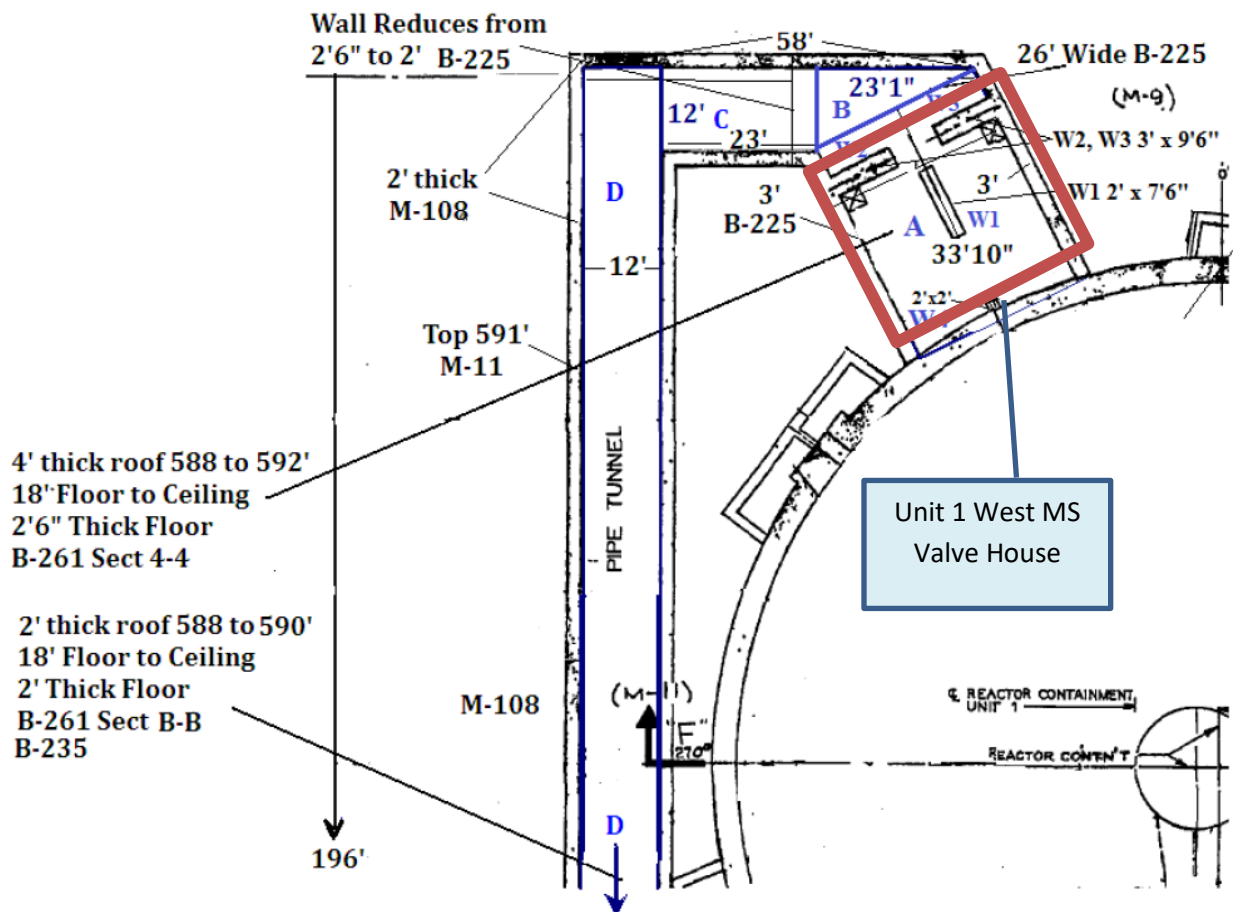 Wall Reduces from
2'6" to 2' B-225
58'
26' Wide B-225
23'1"
(M-9)
B
12' C
23'
W2, W3 3' x 9'6"
2' thick
M-108
D
3'
W1 2' x 7'6"
3'
B-225
A
W1
33'10"
12'
2'x2'
Top 591'
M-11
PIPE TUNNEL
4' thick roof 588 to 592'
18' Floor to Ceiling
2'6" Thick Floor
B-261 Sect 4-4
Unit 1 West MS
Valve House
2' thick roof 588 to 590'
18' Floor to Ceiling
2' Thick Floor
B-261 Sect B-B
B-235
M-108
(M-11)
"F"
270°
REACTOR CONTAINMENT
UNIT 1
REACTOR CONT'T
D
196'